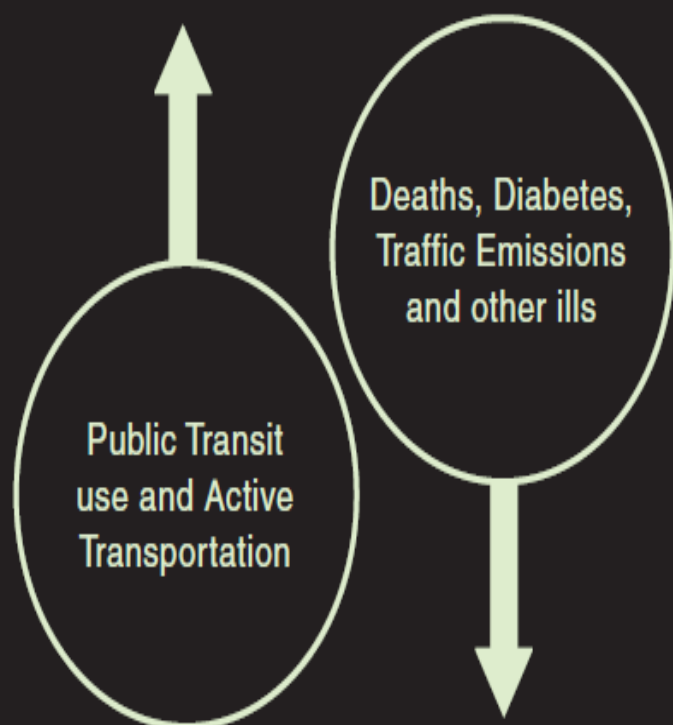 Deaths, Diabetes,
Traffic Emissions
and other ills
Public Transit
use and Active
Transportation